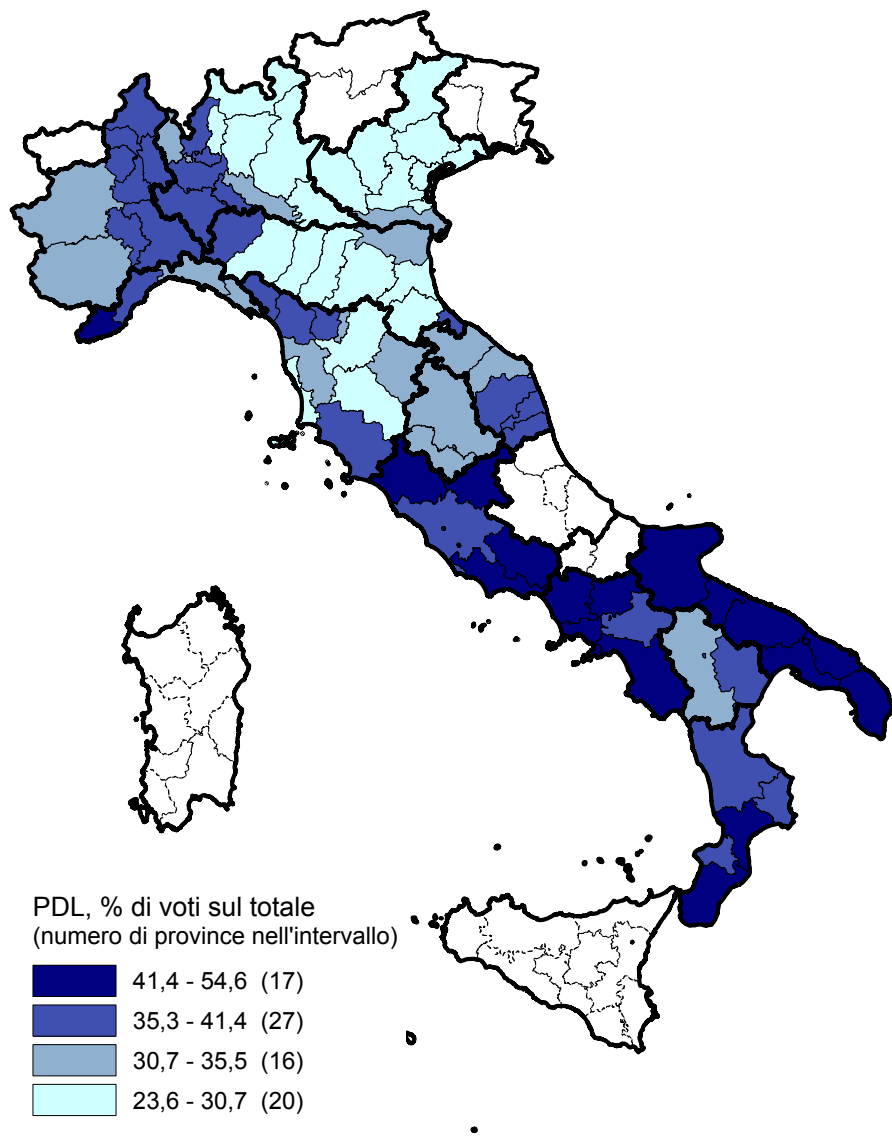 PDL, % di voti sul totale
(numero di province nell'intervallo)
41,4 - 54,6 (17)
35,3 - 41,4 (27)
30,7 - 35,5 (16)
23,6 - 30,7 (20)